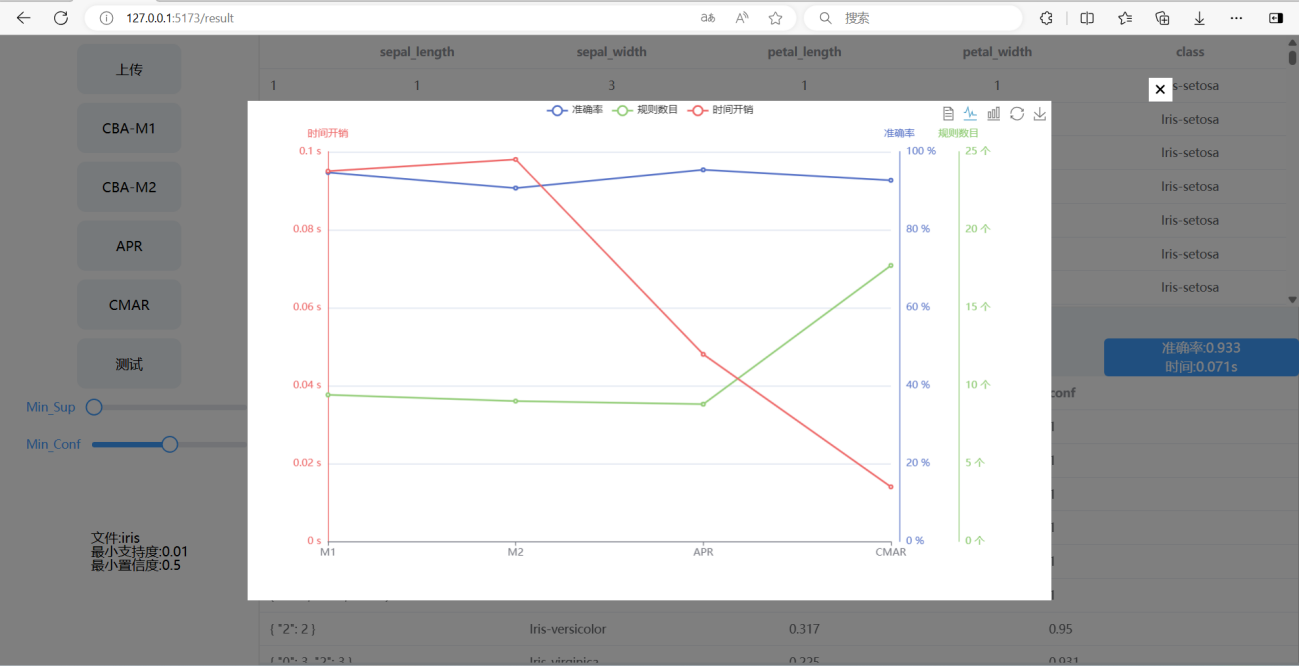 127.0.0.1:5173/result
搜索
上传
CBA-M1
CBA-M2
APR
CMAR
测试
Min_Sup
Min_Conf
文件:iris
最小支持度:0.01
最小置信度:0.5
sepal_length sepal_width petal_length petal_width class
1 1 3 1 1 s-setosa
Iris-setosa
Iris-setosa
Iris-setosa
Iris-setosa
Iris-setosa
Iris-setosa
准确率 规则数目 时间开销
时间开销 准确率 规则数目
0.1 s 100 % 25 个
0.08 s 80 % 20 个
0.06 s 60 % 15 个
0.04 s 40 % 10 个
0.02 s 20 % 5 个
0 s 0 % 0 个
M1 M2 APR CMAR
准确率:0.933
时间:0.071s
conf
{ "2": 2 } Iris-versicolor 0.317 0.95
{ "0": 3, "2": 3 } Iris-virginica 0.225 0.931